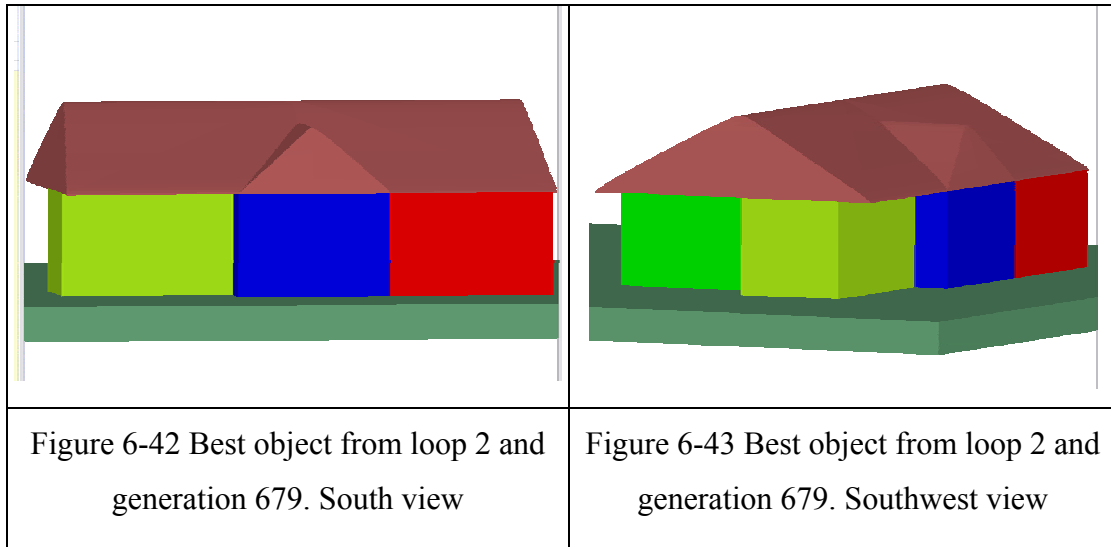 Figure 6-42 Best object from loop 2 and
generation 679. South view
Figure 6-43 Best object from loop 2 and
generation 679. Southwest view